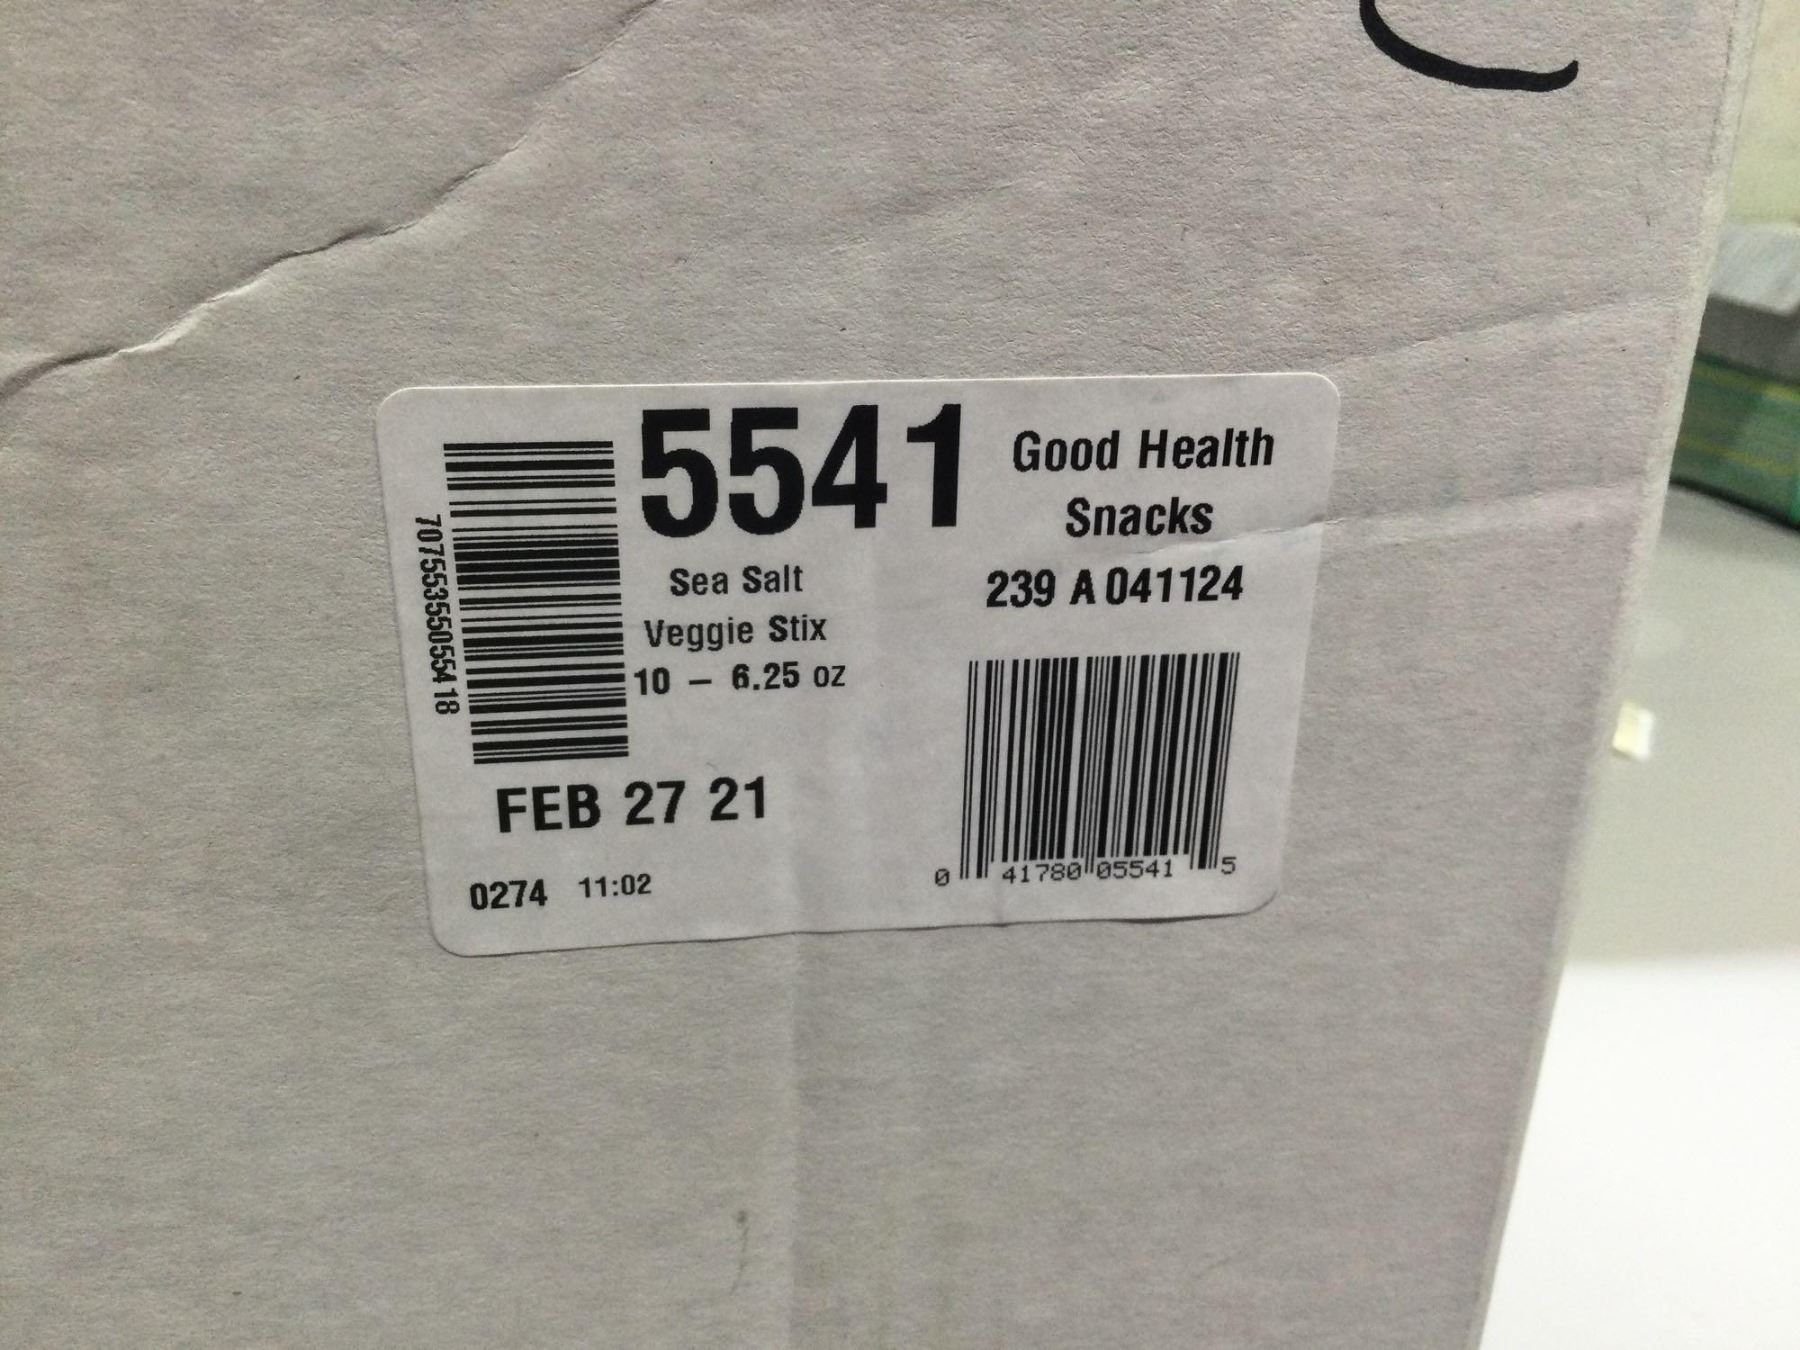 5541
Good Health
Snacks
239 A 041124
Sea Salt
Veggie Stix
10 – 6.25 oz
FEB 27 21
0274 11:02
0 41780 05541 5